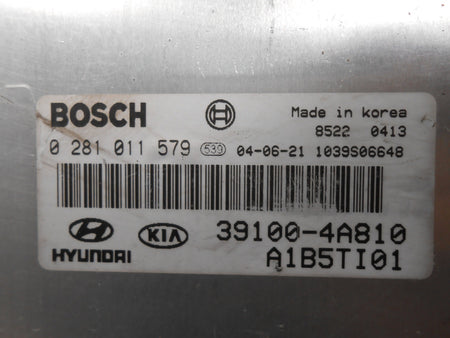 BOSCH
Made in korea
8522 0413
0 281 011 579 530 04-06-21 1039S06648
HYUNDAI KIA 39100-4A810
A1B5TI01